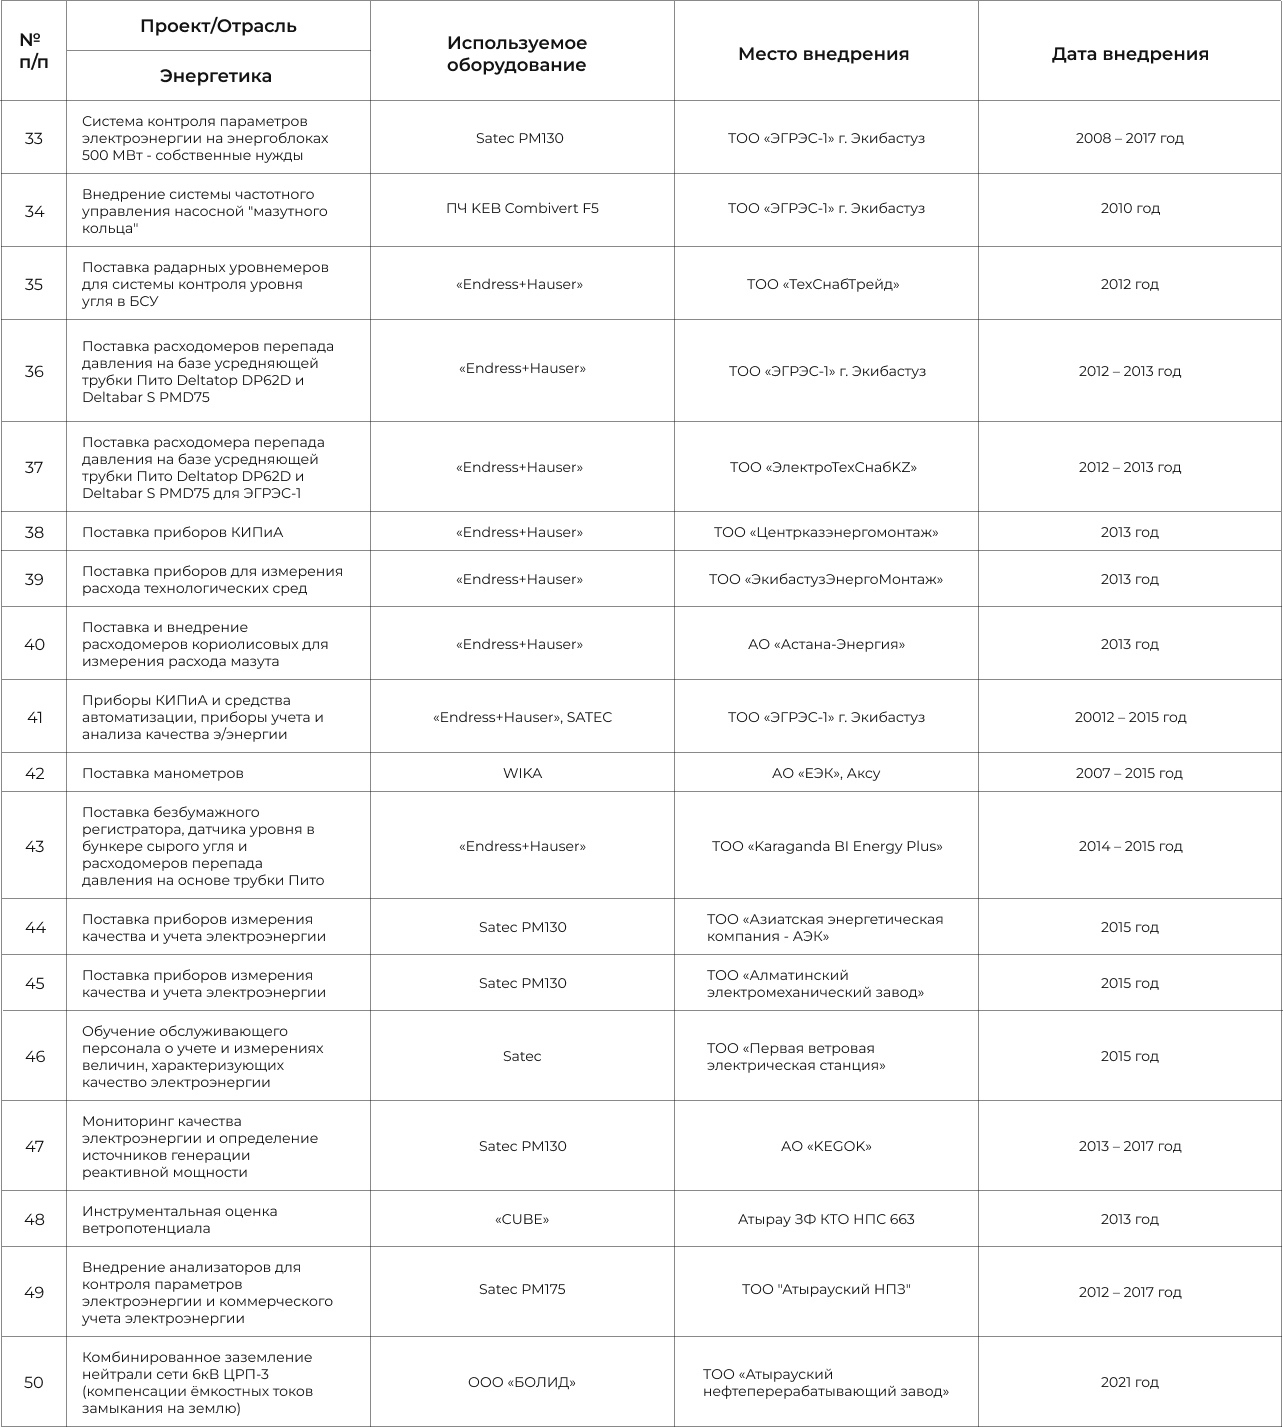 №
п/п
Проект/Отрасль
Энергетика
Используемое
оборудование
Место внедрения
Дата внедрения
33
Система контроля параметров
электроэнергии на энергоблоках
500 МВт - собственные нужды
Satec PM130
ТОО «ЭГРЭС-1» г. Экибастуз
2008 – 2017 год
34
Внедрение системы частотного
управления насосной "мазутного
кольца"
ПЧ KEB Combivert F5
ТОО «ЭГРЭС-1» г. Экибастуз
2010 год
35
Поставка радарных уровнемеров
для системы контроля уровня
угля в БСУ
«Endress+Hauser»
ТОО «ТехСнабТрейд»
2012 год
36
Поставка расходомеров перепада
давления на базе усредняющей
трубки Пито Deltatop DP62D и
Deltabar S PMD75
«Endress+Hauser»
ТОО «ЭГРЭС-1» г. Экибастуз
2012 – 2013 год
37
Поставка расходомера перепада
давления на базе усредняющей
трубки Пито Deltatop DP62D и
Deltabar S PMD75 для ЭГРЭС-1
«Endress+Hauser»
ТОО «ЭлектроТехСнабKZ»
2012 – 2013 год
38
Поставка приборов КИПиА
«Endress+Hauser»
ТОО «Центрказэнергомонтаж»
2013 год
39
Поставка приборов для измерения
расхода технологических сред
«Endress+Hauser»
ТОО «ЭкибастузЭнергоМонтаж»
2013 год
40
Поставка и внедрение
расходомеров кориолисовых для
измерения расхода мазута
«Endress+Hauser»
АО «Астана-Энергия»
2013 год
41
Приборы КИПиА и средства
автоматизации, приборы учета и
анализа качества э/энергии
«Endress+Hauser», SATEC
ТОО «ЭГРЭС-1» г. Экибастуз
20012 – 2015 год
42
Поставка манометров
WIKA
АО «ЕЭК», Аксу
2007 – 2015 год
43
Поставка безбумажного
регистратора, датчика уровня в
бункере сырого угля и
расходомеров перепада
давления на основе трубки Пито
«Endress+Hauser»
ТОО «Karaganda BI Energy Plus»
2014 – 2015 год
44
Поставка приборов измерения
качества и учета электроэнергии
Satec PM130
ТОО «Азиатская энергетическая
компания - АЭК»
2015 год
45
Поставка приборов измерения
качества и учета электроэнергии
Satec PM130
ТОО «Алматинский
электромеханический завод»
2015 год
46
Обучение обслуживающего
персонала о учете и измерениях
величин, характеризующих
качество электроэнергии
Satec
ТОО «Первая ветровая
электрическая станция»
2015 год
47
Мониторинг качества
электроэнергии и определение
источников генерации
реактивной мощности
Satec PM130
АО «KEGOK»
2013 – 2017 год
48
Инструментальная оценка
ветропотенциала
«CUBE»
Атырау ЗФ КТО НПС 663
2013 год
49
Внедрение анализаторов для
контроля параметров
электроэнергии и коммерческого
учета электроэнергии
Satec PM175
ТОО "Атырауский НПЗ"
2012 – 2017 год
50
Комбинированное заземление
нейтрали сети 6кВ ЦРП-3
(компенсации ёмкостных токов
замыкания на землю)
ООО «БОЛИД»
ТОО «Атырауский
нефтеперерабатывающий завод»
2021 год